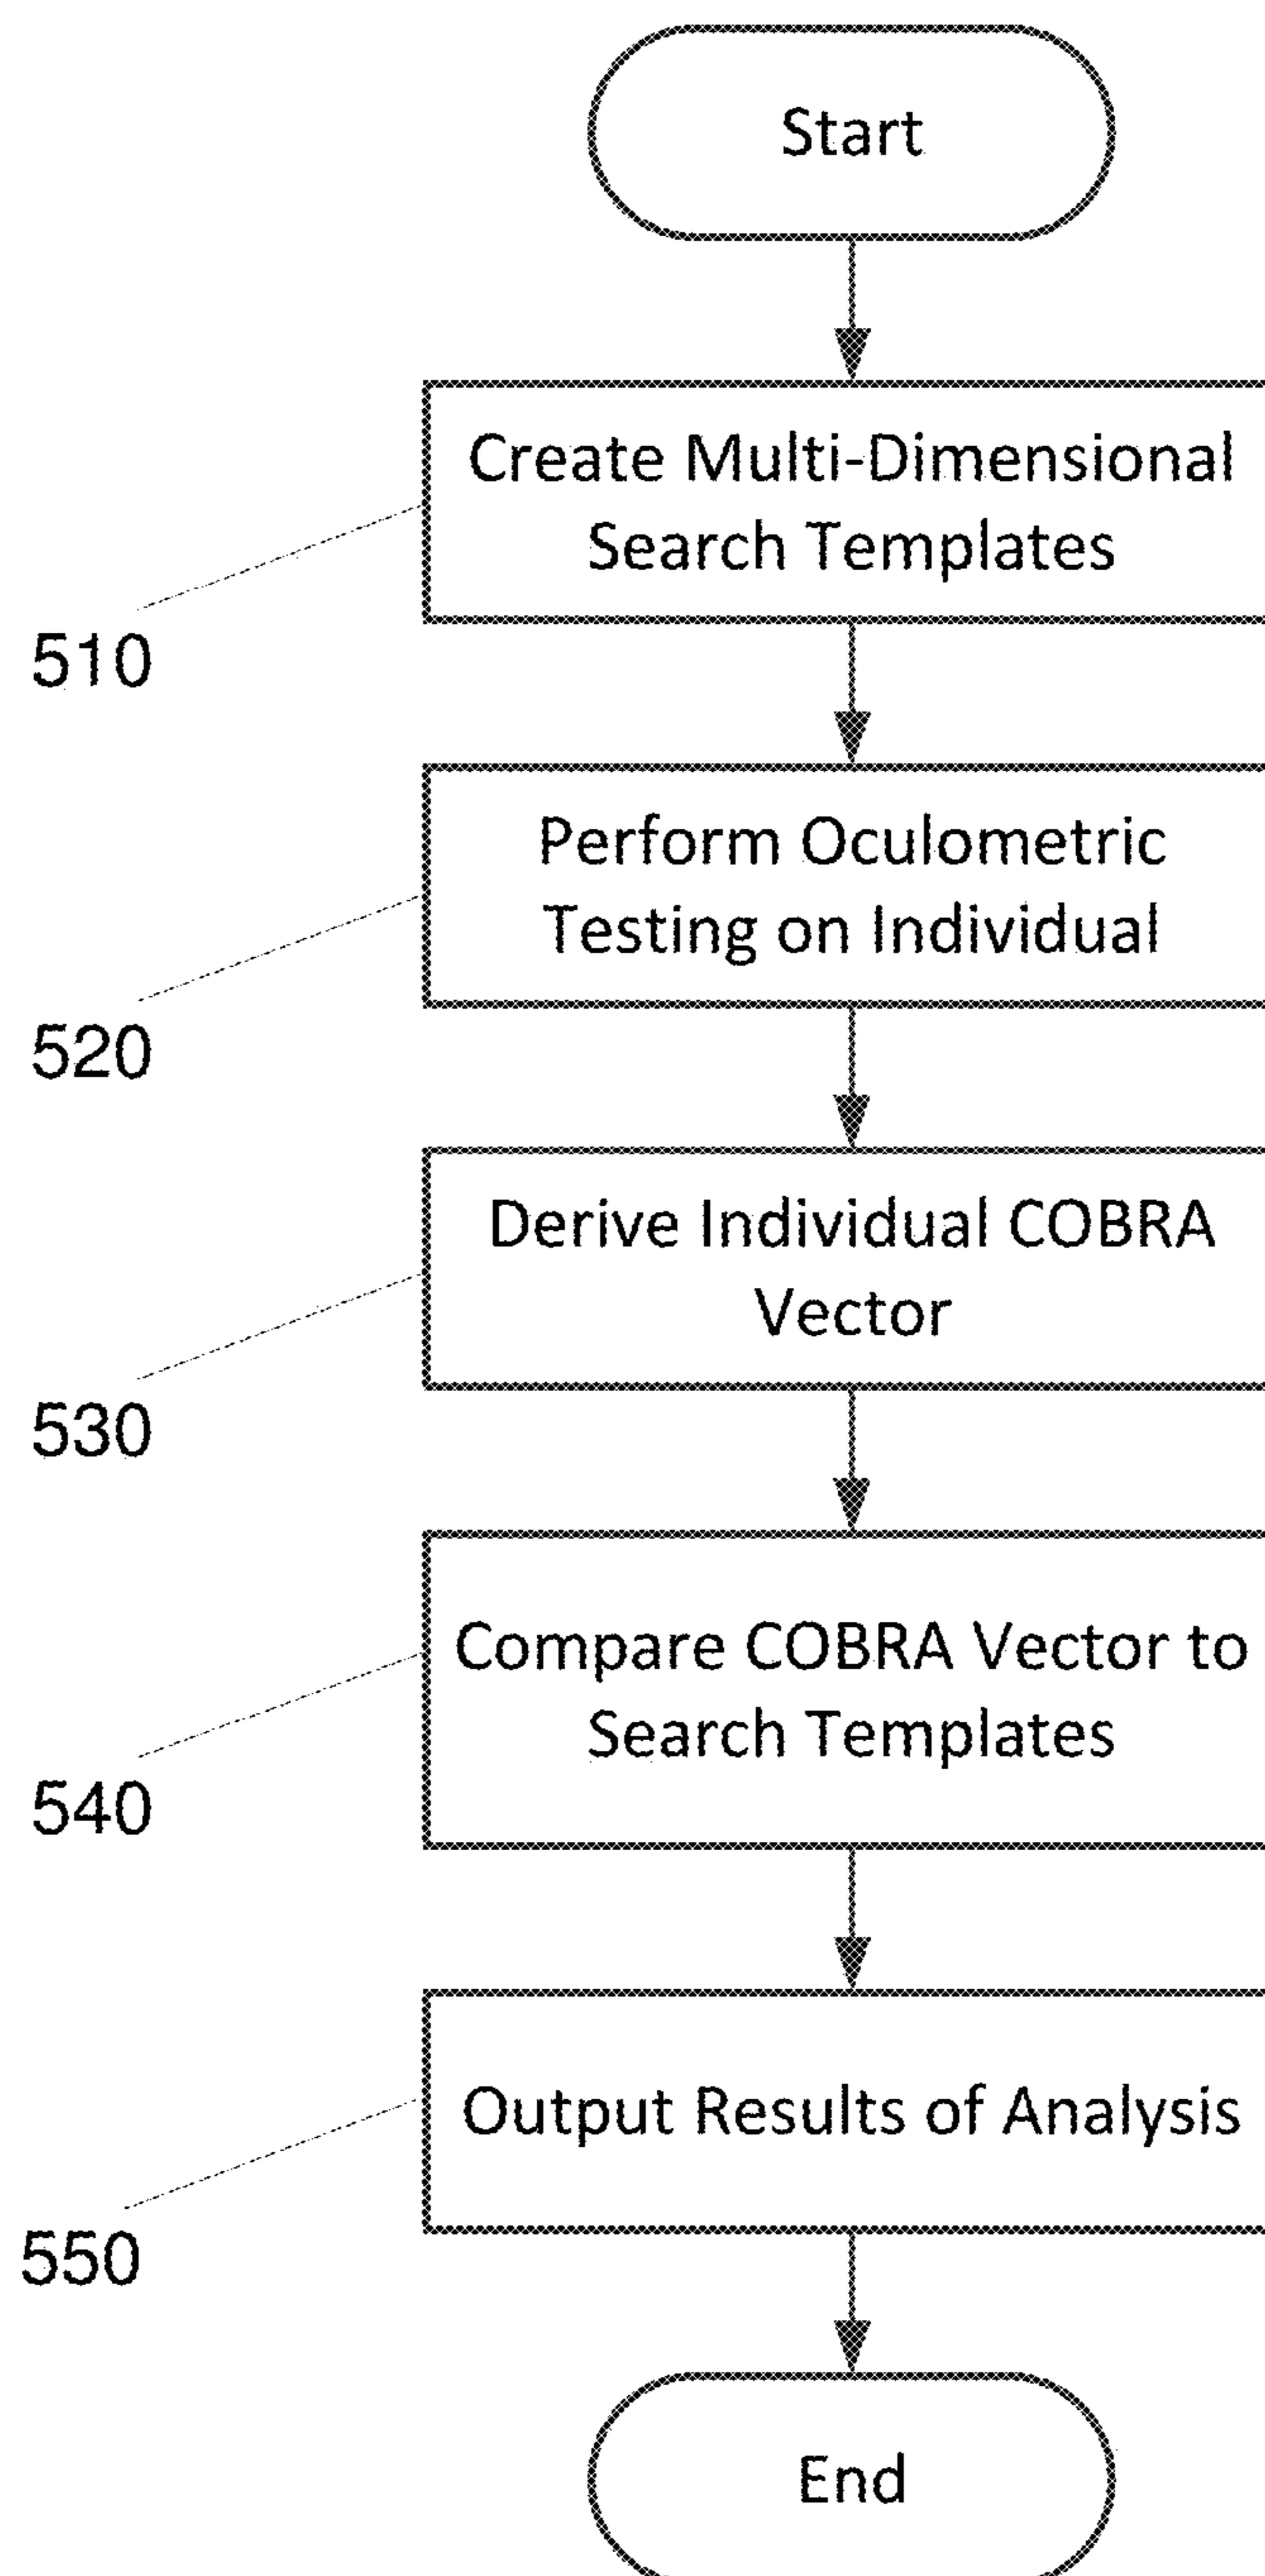 Start
Create Multi-Dimensional
Search Templates
510
Perform Oculometric
Testing on Individual
520
Derive Individual COBRA
Vector
530
Compare COBRA Vector to
Search Templates
540
Output Results of Analysis
550
End